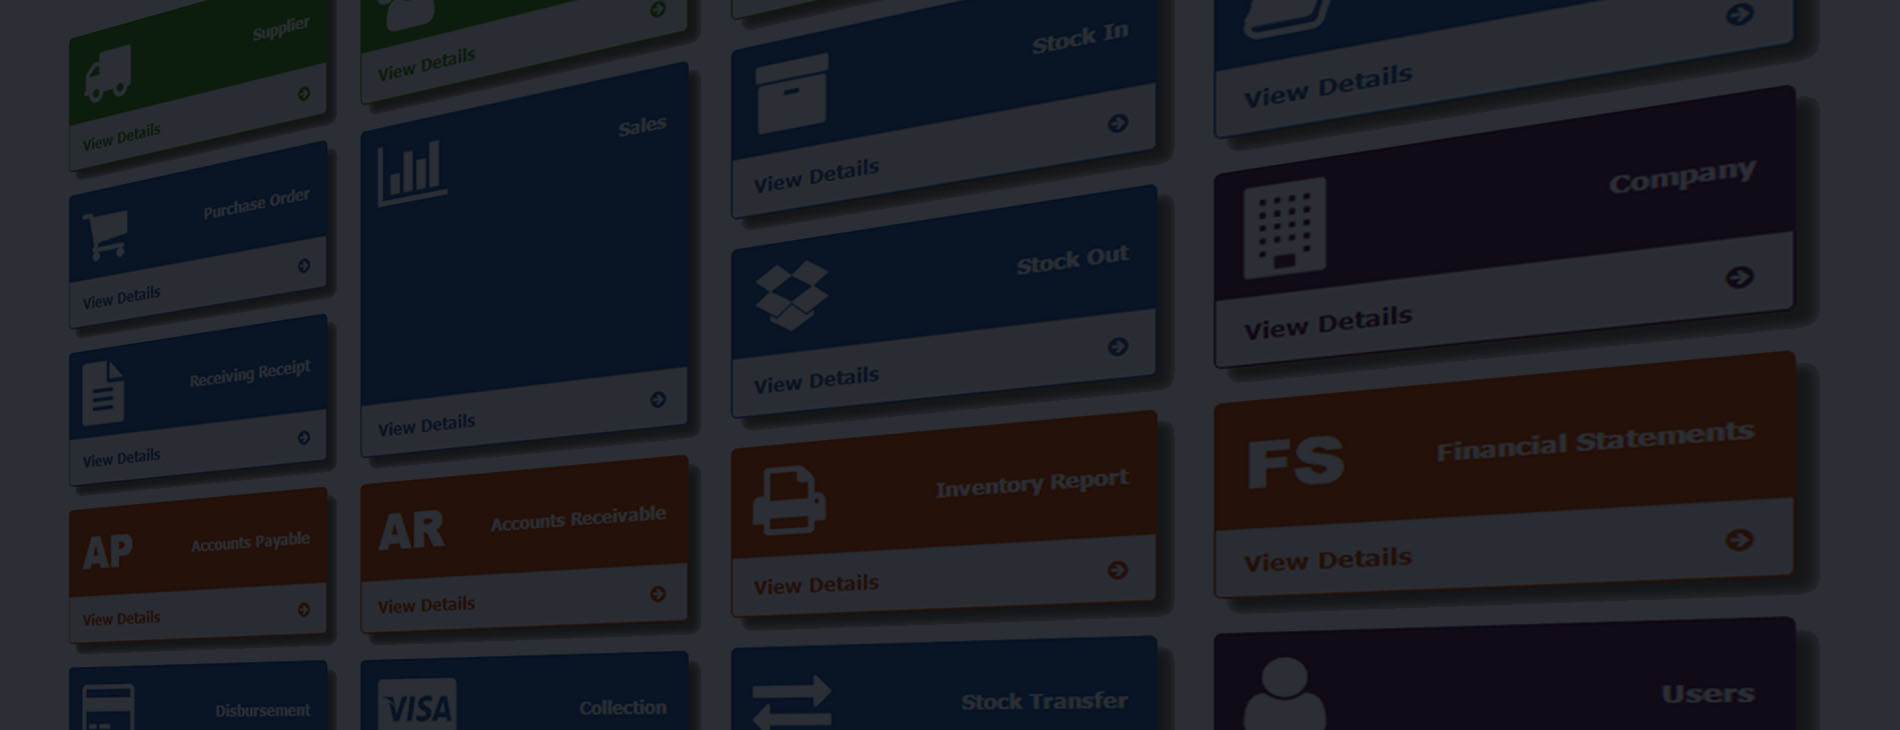 Supplier
View Details
Purchase Order
View Details
Receiving Receipt
View Details
AP
Accounts Payable
View Details
Disbursement
View Details
Sales
View Details
AR
Accounts Receivable
View Details
VISA
Collection
Stock In
View Details
Stock Out
View Details
Inventory Report
View Details
Stock Transfer
View Details
Company
View Details
FS
Financial Statements
View Details
Users